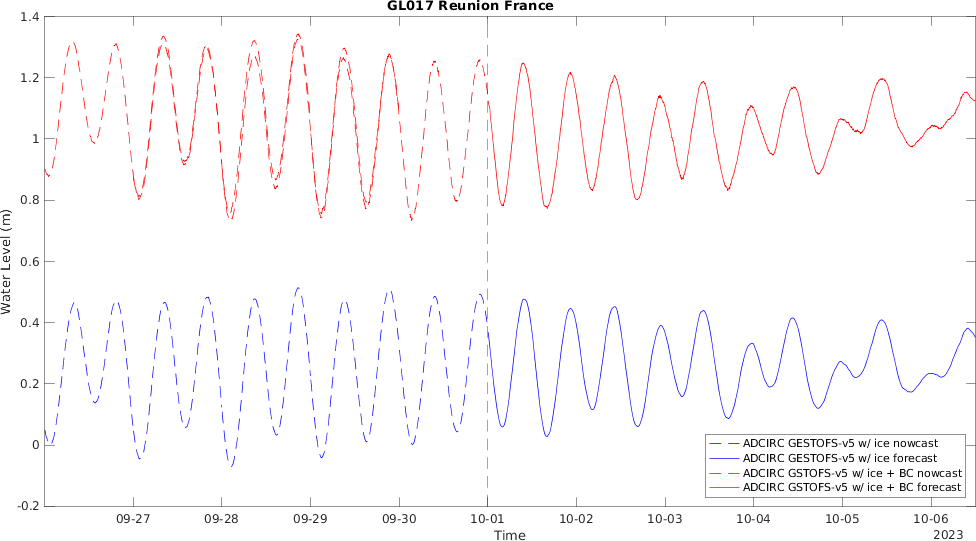 GL017 Reunion France
1.4
1.2
1
0.8
0.6
0.4
0.2
0
-0.2
Water Level (m)
ADCIRC GESTOFS-v5 w/ ice nowcast
ADCIRC GESTOFS-v5 w/ ice forecast
ADCIRC GSTOFS-v5 w/ ice + BC nowcast
ADCIRC GSTOFS-v5 w/ ice + BC forecast
09-27 09-28 09-29 09-30 10-01 10-02 10-03 10-04 10-05 10-06
Time
2023